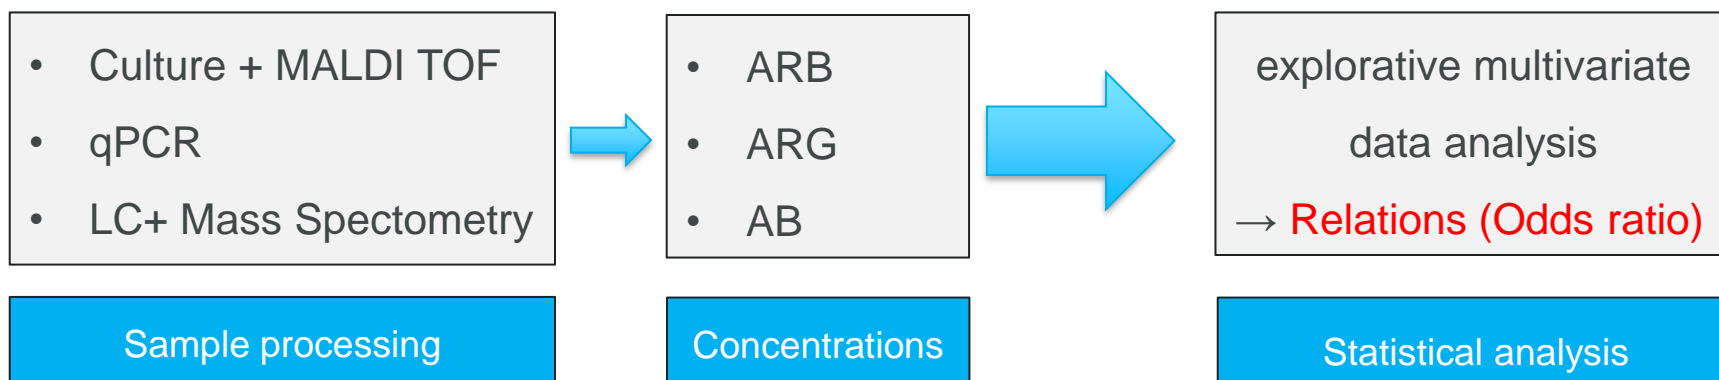 • Culture + MALDI TOF
• qPCR
• LC+ Mass Spectometry
Sample processing
• ARB
• ARG
• AB
Concentrations
explorative multivariate
data analysis
→ Relations (Odds ratio)
Statistical analysis